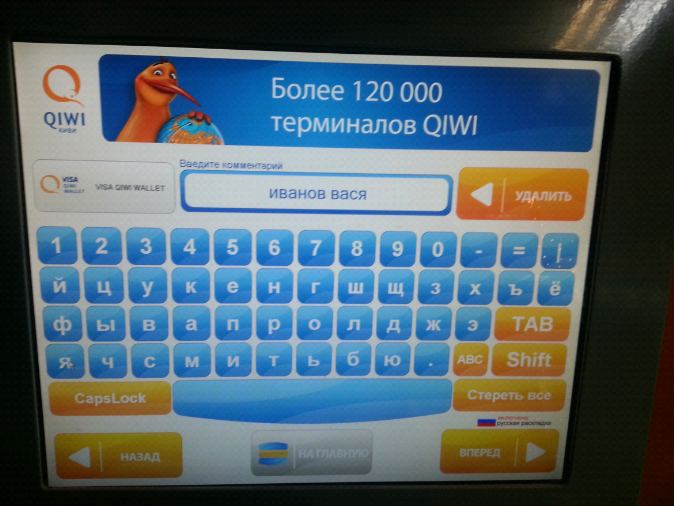 QIWI
КИВИ
Более 120 000
терминалов QIWI
VISA
QIWI
WALLET
VISA QIWI WALLET
Введите комментарий
иванов вася
УДАЛИТЬ
1 2 3 4 5 6 7 8 9 0 - = |
й ц у к е н г ш щ з х ъ ё
ф ы в а п р о л д ж э TAB
я ч с м и т ь б ю . ABC Shift
CapsLock
Стереть все
включена
русская раскладка
НАЗАД
НА ГЛАВНУЮ
ВПЕРЕД